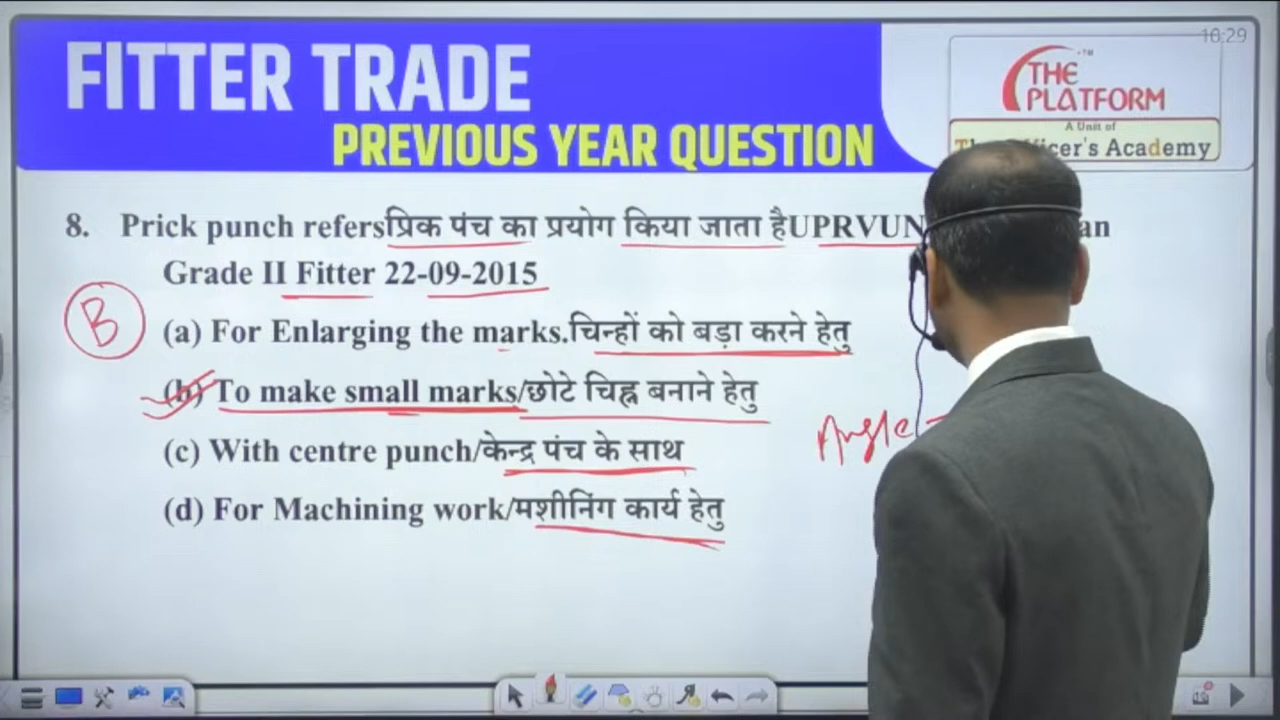 10:29
FITTER TRADE
PREVIOUS YEAR QUESTION
THE
PLATFORM
A Unit of
Academy
8. Prick punch refersप्रिक पंच का प्रयोग किया जाता हैUPRVUN
Grade II Fitter 22-09-2015
B
(a) For Enlarging the marks.चिन्हों को बड़ा करने हेतु
(b) To make small marks/छोटे चिह्न बनाने हेतु
Angle -
(c) With centre punch/केन्द्र पंच के साथ
(d) For Machining work/मशीनिंग कार्य हेतु